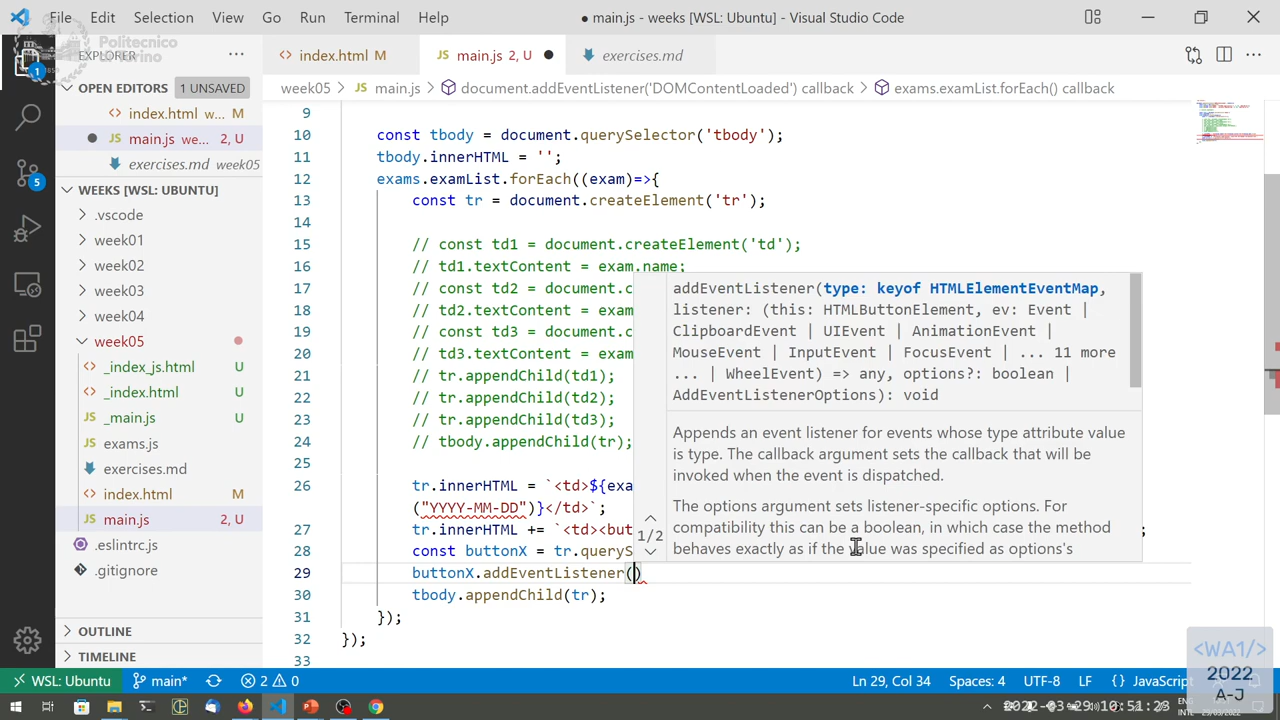 File Edit Selection View Go Run Terminal Help
● main.js - weeks [WSL: Ubuntu] - Visual Studio Code
Politecnico
EXPLORER
index.html M
JS main.js 2, U
exercises.md
OPEN EDITORS 1 UNSAVED
week05 > JS main.js > document.addEventListener('DOMContentLoaded') callback > exams.examList.forEach() callback
index.html w... M
JS main.js we... 2, U
exercises.md week05
WEEKS [WSL: UBUNTU]
.vscode
week01
week02
week03
week04
week05
_index_js.html U
_index.html U
JS _main.js U
JS exams.js
exercises.md
index.html M
JS main.js 2, U
.eslintrc.js
.gitignore
OUTLINE
TIMELINE
9
10 const tbody = document.querySelector('tbody');
11 tbody.innerHTML = '';
12 exams.examList.forEach((exam)=>{
13 const tr = document.createElement('tr');
14
15 // const td1 = document.createElement('td');
16 // td1.textContent = exam.name;
17 // const td2 = document.c
18 // td2.textContent = exam
19 // const td3 = document.c
20 // td3.textContent = exam
21 // tr.appendChild(td1);
22 // tr.appendChild(td2);
23 // tr.appendChild(td3);
24 // tbody.appendChild(tr);
25
26 tr.innerHTML = `<td>${exa
("YYYY-MM-DD")}</td>`;
27 tr.innerHTML += `<td><but
28 const buttonX = tr.queryS
29 buttonX.addEventListener()
30 tbody.appendChild(tr);
31 });
32 });
33
addEventListener(type: keyof HTMLElementEventMap,
listener: (this: HTMLButtonElement, ev: Event |
ClipboardEvent | UIEvent | AnimationEvent |
MouseEvent | InputEvent | FocusEvent | ... 11 more
... | WheelEvent) => any, options?: boolean |
AddEventListenerOptions): void
Appends an event listener for events whose type attribute value
is type. The callback argument sets the callback that will be
invoked when the event is dispatched.
The options argument sets listener-specific options. For
compatibility this can be a boolean, in which case the method
behaves exactly as if the value was specified as options's
1/2
<WA1/>
2022
A-J
WSL: Ubuntu main* 2 0 Ln 29, Col 34 Spaces: 4 UTF-8 LF {} JavaScript
2022-03-29 10:51:23